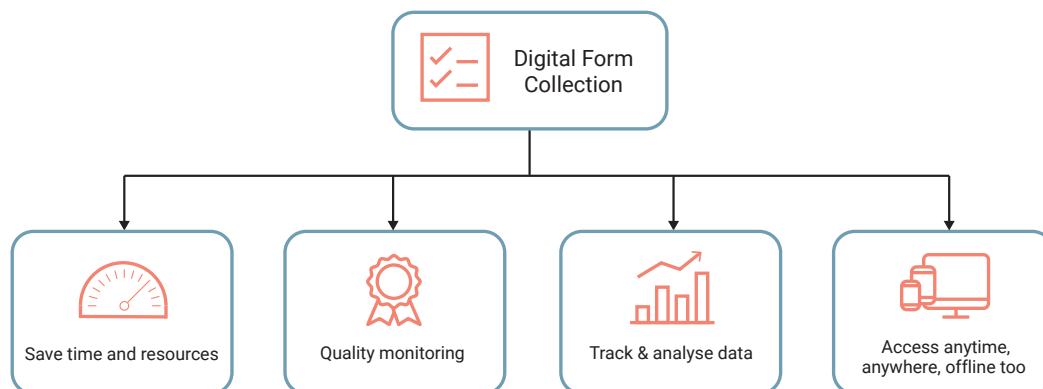 Digital Form
Collection
Save time and resources
Quality monitoring
Track & analyse data
Access anytime,
anywhere, offline too